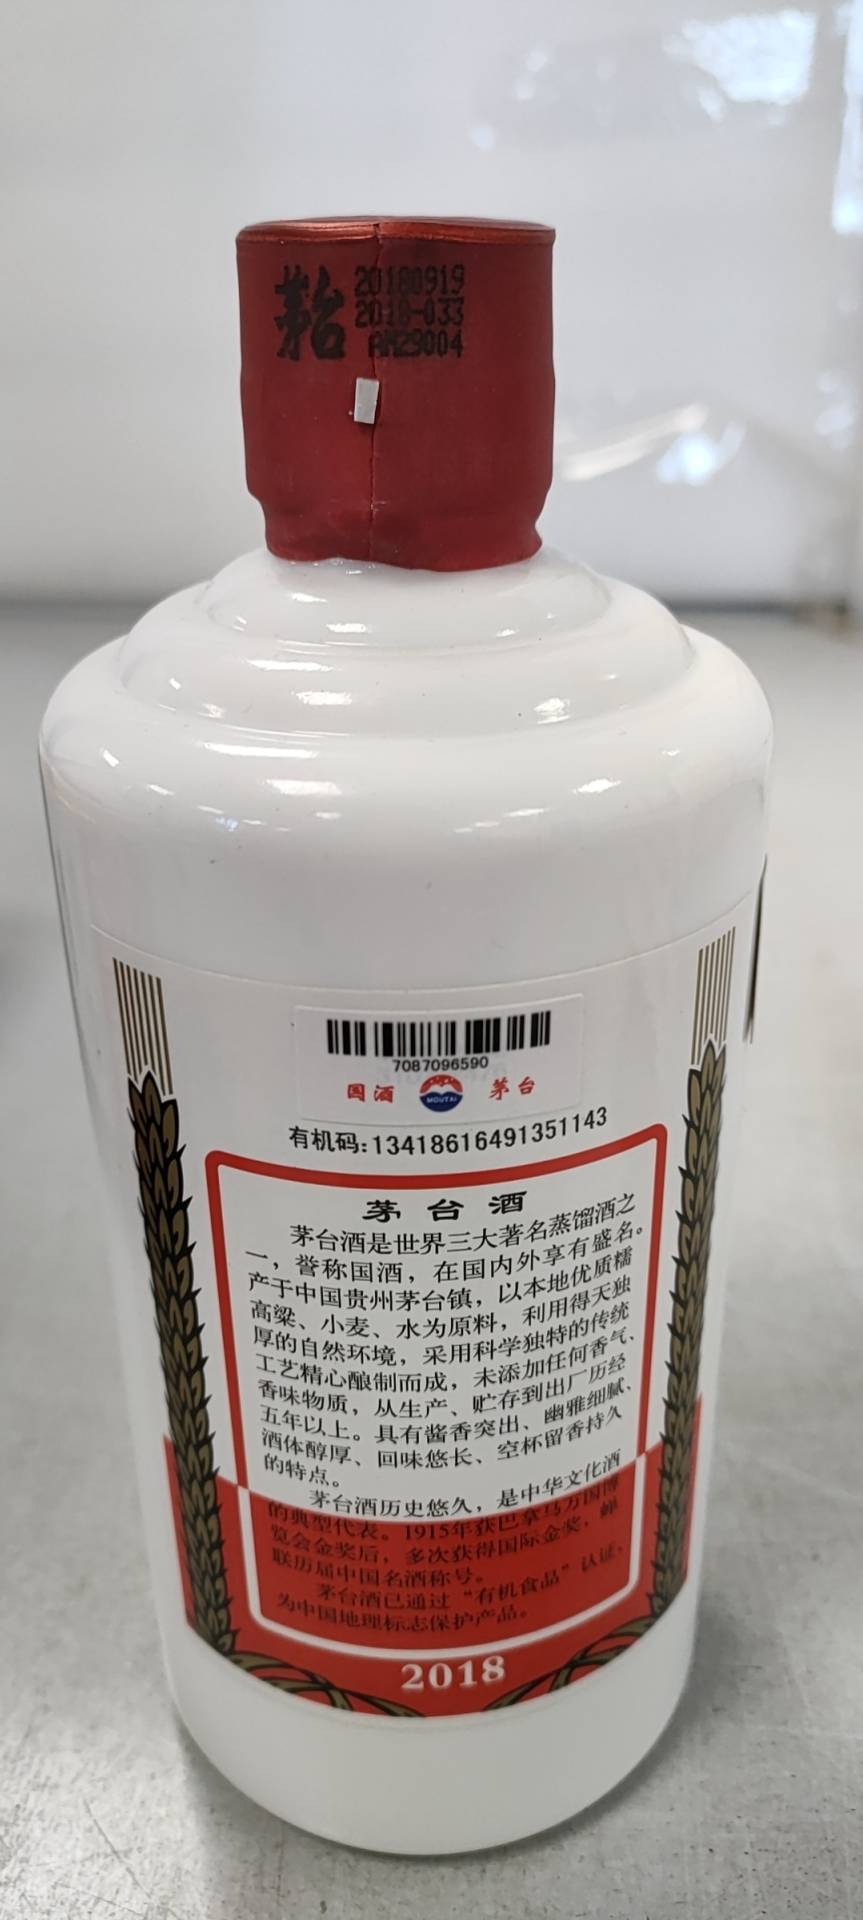 茅台
20180919
2018-033
AM29004
7087096590
国酒 MOUTAI 茅台
有机码:13418616491351143
茅台酒
茅台酒是世界三大著名蒸馏酒之
一，誉称国酒，在国内外享有盛名。
产于中国贵州茅台镇，以本地优质糯
高粱、小麦、水为原料，利用得天独
厚的自然环境，采用科学独特的传统
工艺精心酿制而成，未添加任何香气、
香味物质，从生产、贮存到出厂历经
五年以上。具有酱香突出、幽雅细腻、
酒体醇厚、回味悠长、空杯留香持久
的特点。
茅台酒历史悠久，是中华文化酒
的典型代表。1915年获巴拿马万国博
览会金奖后，多次获得国际金奖，蝉
联历届中国名酒称号。
茅台酒已通过“有机食品”认证，
为中国地理标志保护产品。
2018